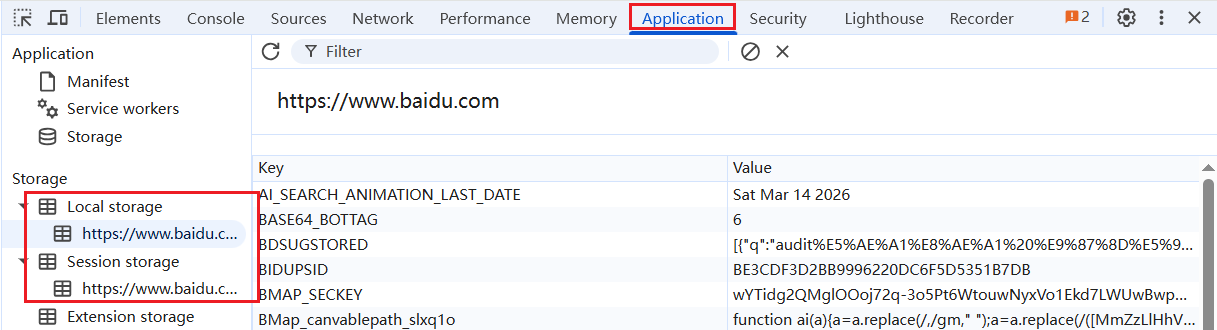 Elements Console Sources Network Performance Memory Application Security Lighthouse Recorder 2
Application
Manifest
Service workers
Storage
Storage
Local storage
https://www.baidu.c...
Session storage
https://www.baidu.c...
Extension storage
Filter
https://www.baidu.com
Key Value
AI_SEARCH_ANIMATION_LAST_DATE Sat Mar 14 2026
BASE64_BOTTAG 6
BDSUGSTORED [{"q":"audit%E5%AE%A1%E8%AE%A1%20%E9%87%8D%E5%9...
BIDUPSID BE3CDF3D2BB9996220DC6F5D5351B7DB
BMAP_SECKEY wYTidg2QMglOOoj72q-3o5Pt6WtouwNyxVo1Ekd7LWUwBwp...
BMap_canvablepath_slxq1o function ai(a){a=a.replace(/,/gm," ");a=a.replace(/([MmZzLlHhV...